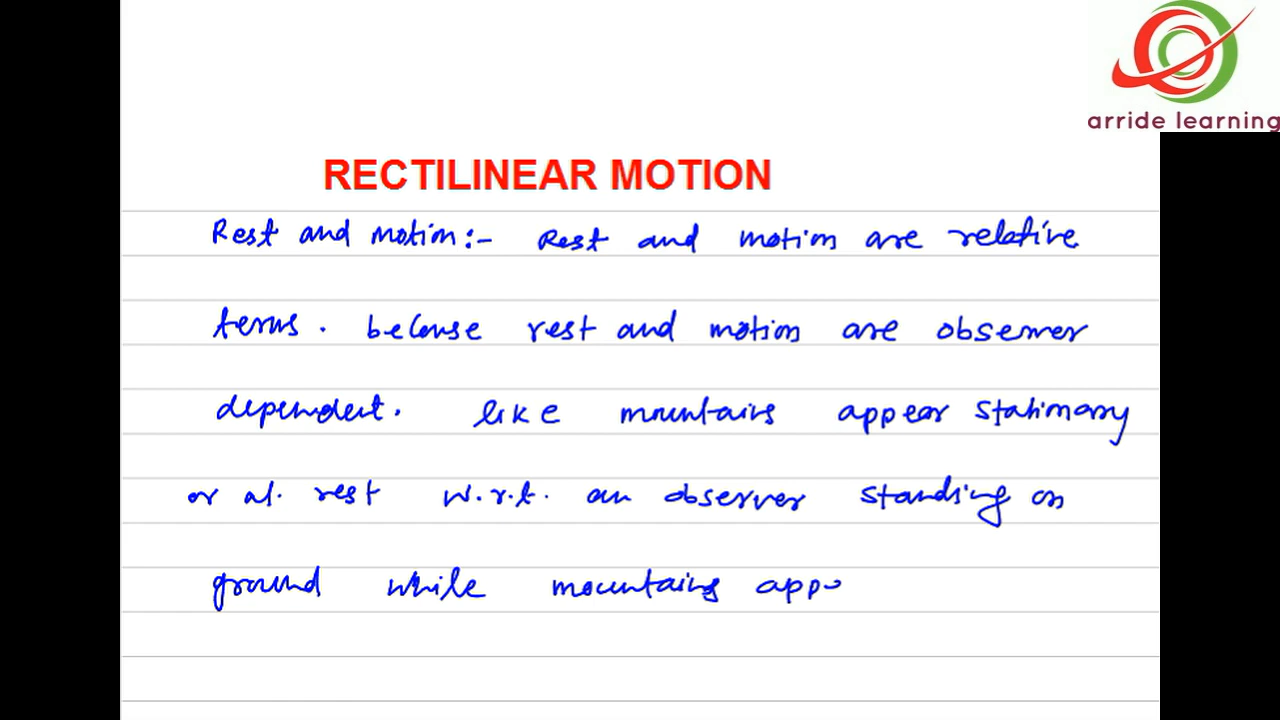 arride learning
RECTILINEAR MOTION
Rest and motion:- Rest and motion are relative
terms. because rest and motion are observer
dependent. like mountains appear stationary
or at rest w.r.t. an observer standing on
ground while mountains appe